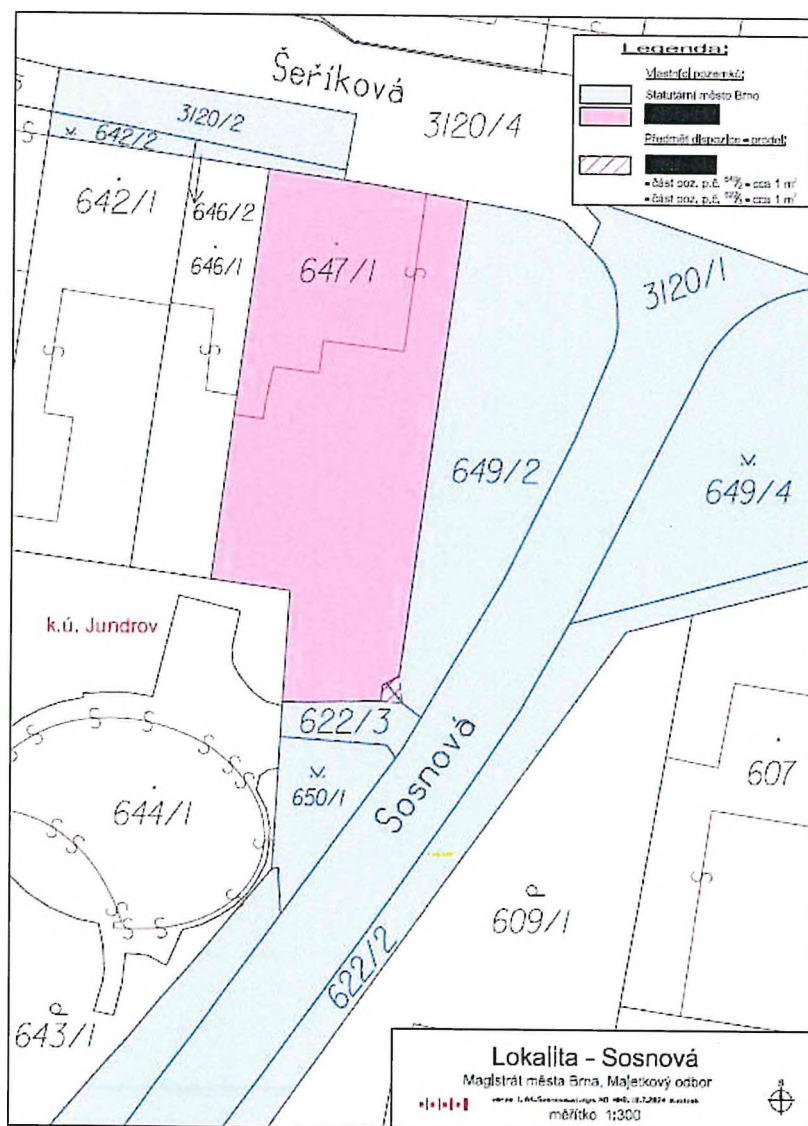 Šeříková
3120/2
3120/4
642/2
642/1
646/2
646/1
647/1
3120/1
649/2
649/4
k.ú. Jundrov
622/3
650/1
Sosnová
644/1
607
609/1
622/2
643/1
Legenda:
Vlastníci pozemků:
Statutární město Brno
Předmět dispozice - prodej:
- část poz. p.č. - cca 1 m²
- část poz. p.č. - cca 1 m²
Lokalita - Sosnová
Magistrát města Brna, Majetkový odbor
měřítko 1:300